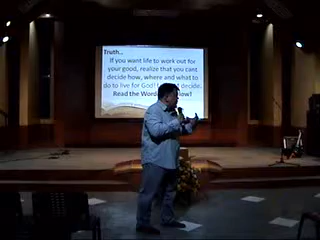 Truth...
If you want life to work out for
your good, realize that you cant
decide how, where and what to
do to live for God! decide.
Read the Word ow!